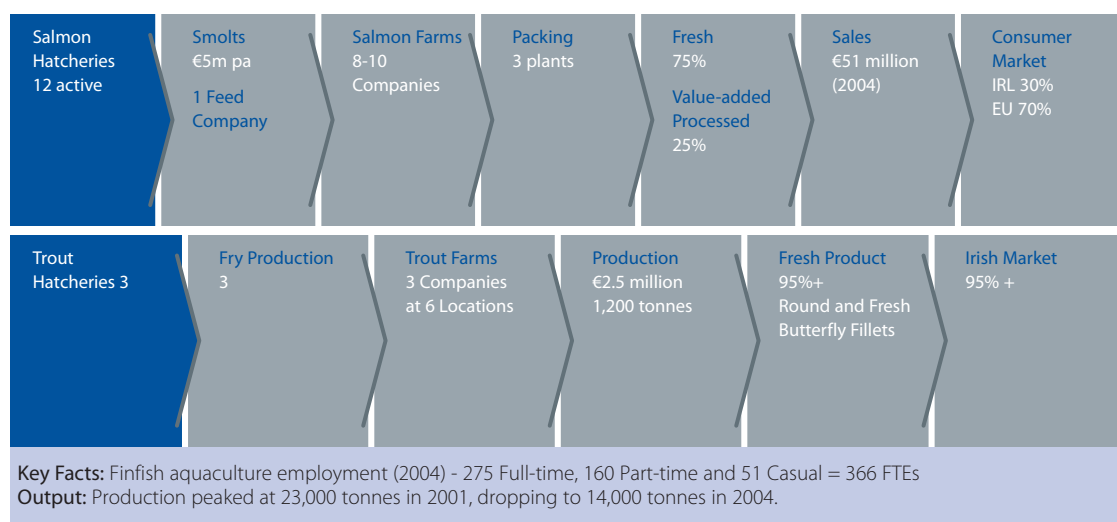 Salmon
Hatcheries
12 active
Smolts
€5m pa
1 Feed
Company
Salmon Farms
8-10
Companies
Packing
3 plants
Fresh
75%
Value-added
Processed
25%
Sales
€51 million
(2004)
Consumer
Market
IRL 30%
EU 70%
Trout
Hatcheries 3
Fry Production
3
Trout Farms
3 Companies
at 6 Locations
Production
€2.5 million
1,200 tonnes
Fresh Product
95%+
Round and Fresh
Butterfly Fillets
Irish Market
95% +
Key Facts: Finfish aquaculture employment (2004) - 275 Full-time, 160 Part-time and 51 Casual = 366 FTEs
Output: Production peaked at 23,000 tonnes in 2001, dropping to 14,000 tonnes in 2004.